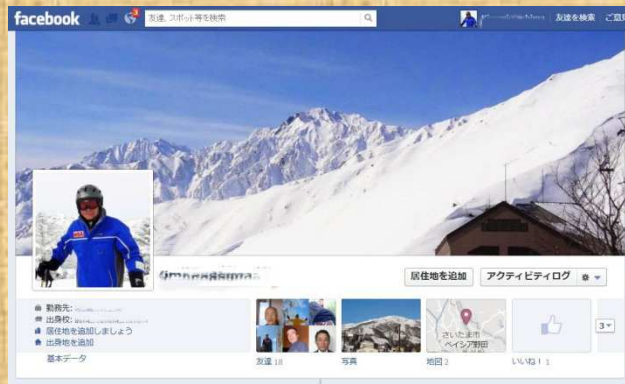 facebook
3
友達, スポット等を検索
友達を検索
居住地を追加
アクティビティログ
勤務先:
出身校:
居住地を追加しましょう
出身地を追加
基本データ
さいたま市
ベイシア野田
3
友達 18
写真
地図 2
いいね! 1